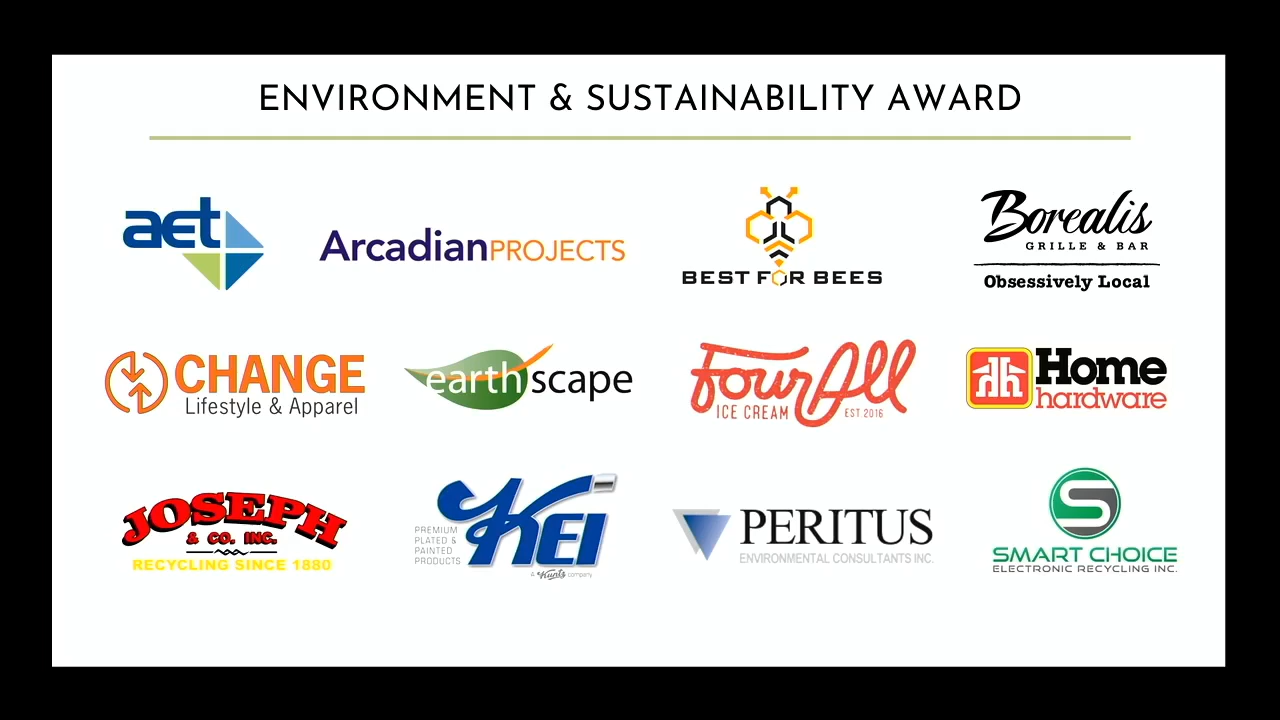 ENVIRONMENT & SUSTAINABILITY AWARD
aet
ArcadianPROJECTS
BEST FOR BEES
Borealis
GRILLE & BAR
Obsessively Local
CHANGE
Lifestyle & Apparel
earthscape
FourAll
ICE CREAM
EST 2016
Home
hardware
JOSEPH
& CO. INC.
RECYCLING SINCE 1880
KEI
PREMIUM
PLATED &
PAINTED
PRODUCTS
A Kuntz company
PERITUS
ENVIRONMENTAL CONSULTANTS INC.
S
SMART CHOICE
ELECTRONIC RECYCLING INC.